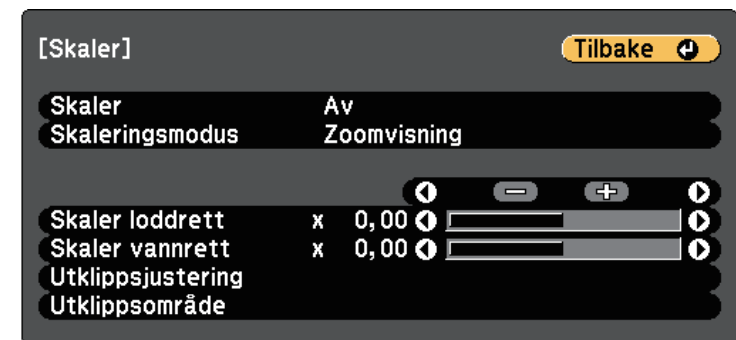 [Skaler] Tilbake
Skaler Av
Skaleringsmodus Zoomvisning
Skaler loddrett x 0,00
Skaler vannrett x 0,00
Utklippsjustering
Utklippsområde